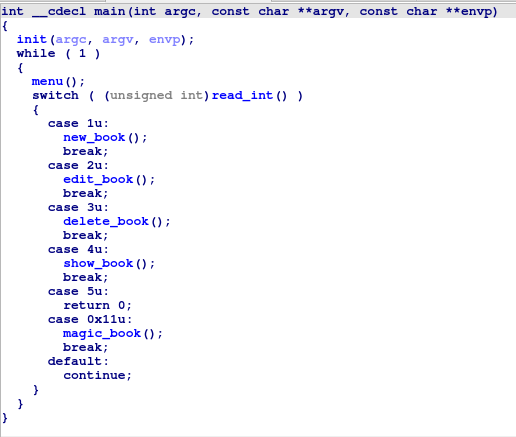 int __cdecl main(int argc, const char **argv, const char **envp)
{
  init(argc, argv, envp);
  while ( 1 )
  {
    menu();
    switch ( (unsigned int)read_int() )
    {
      case 1u:
        new_book();
        break;
      case 2u:
        edit_book();
        break;
      case 3u:
        delete_book();
        break;
      case 4u:
        show_book();
        break;
      case 5u:
        return 0;
      case 0x11u:
        magic_book();
        break;
      default:
        continue;
    }
  }
}